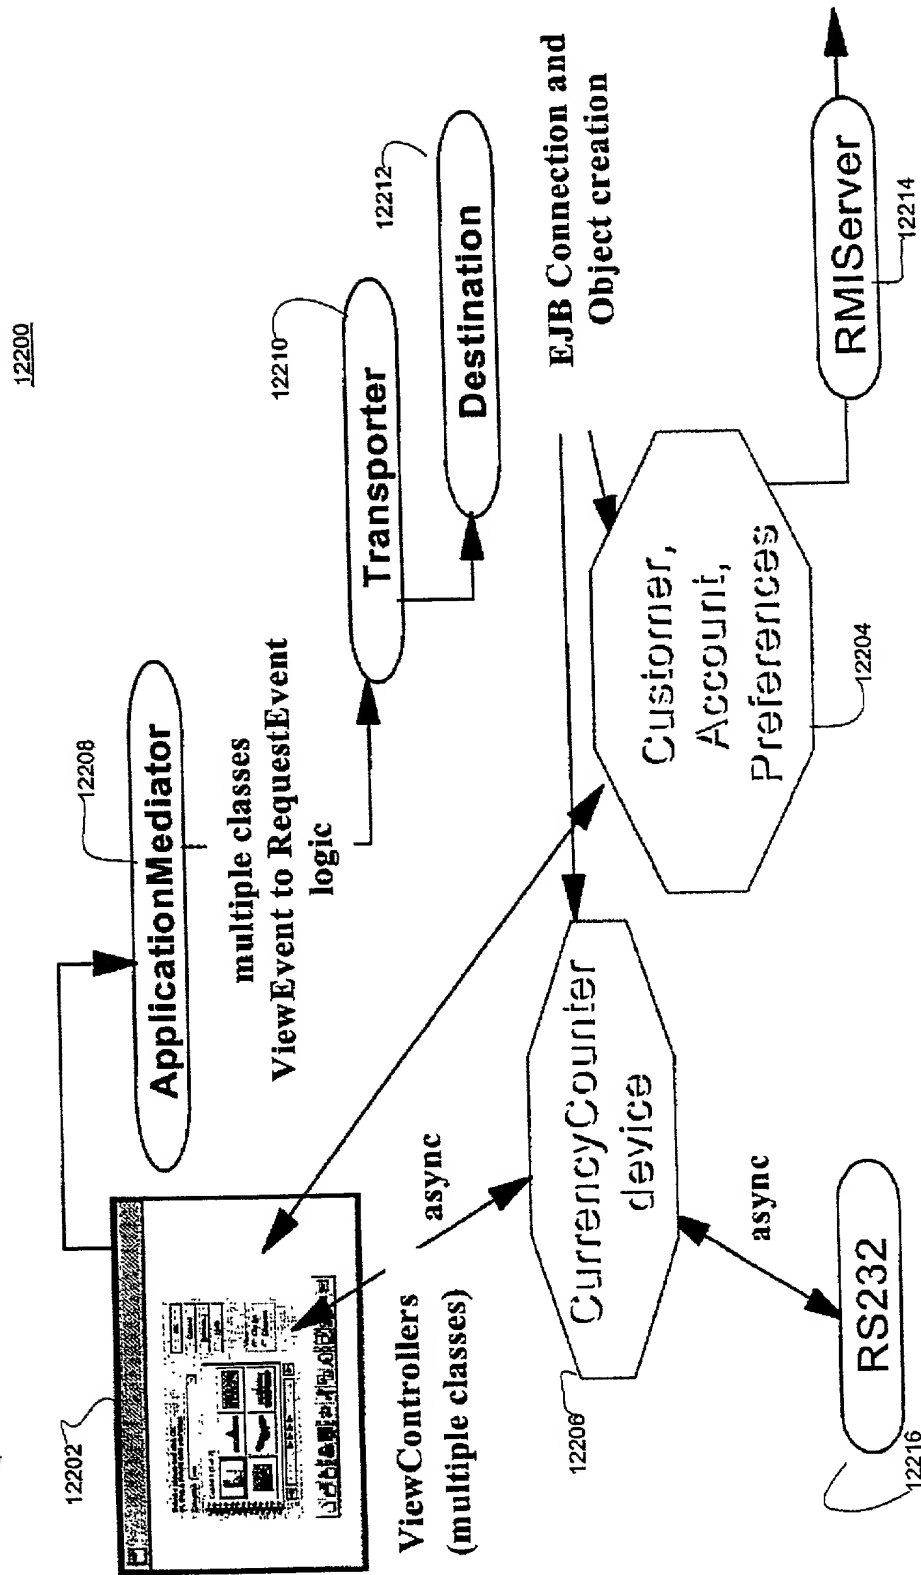 12200
12202
12208
ApplicationMediator
multiple classes
ViewEvent to RequestEvent
logic
12210
Transporter
12212
Destination
ViewControllers
(multiple classes)
async
EJB Connection and
Object creation
12206
CurrencyCounter
device
Customer,
Account,
Preferences
12204
async
RS232
12216
RMIServer
12214